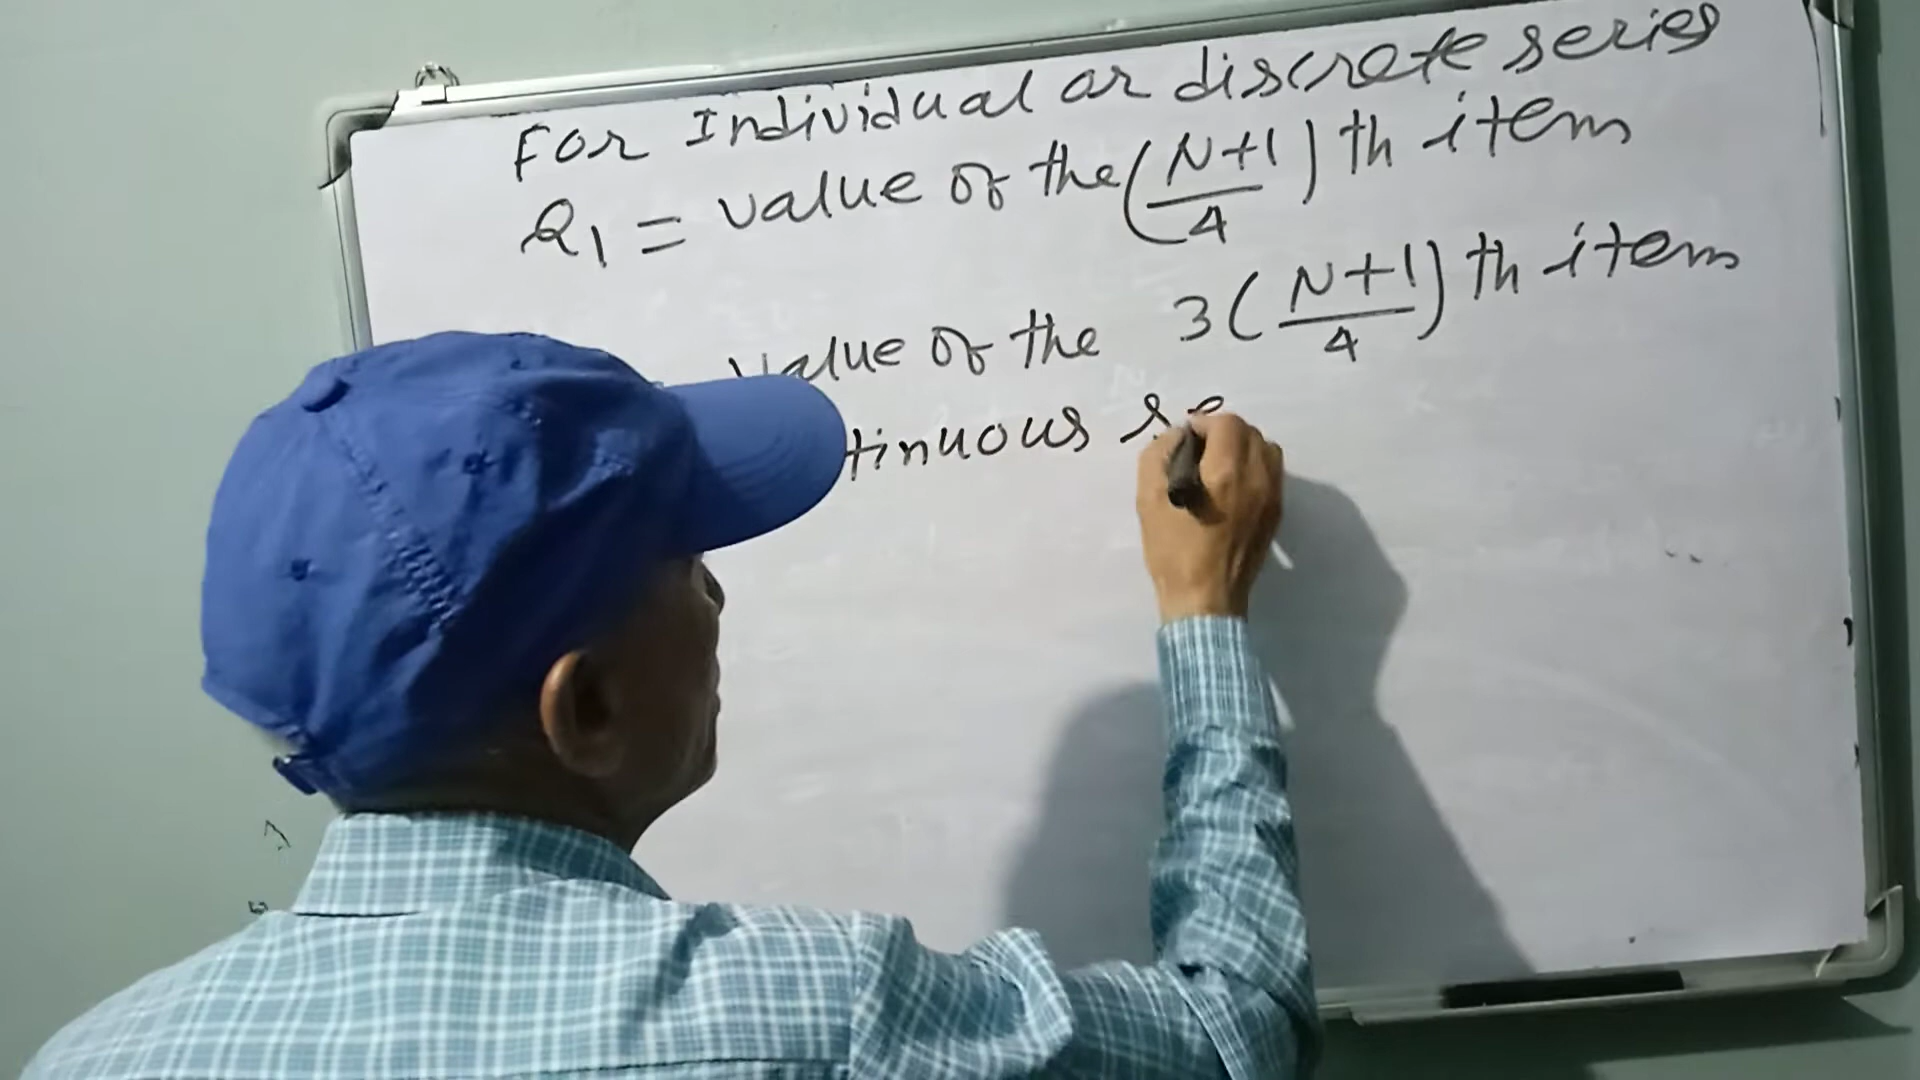 For Individual or discrete series
Q1 = value of the (N+1/4) th item
value of the 3(N+1/4) th item
tinuous se